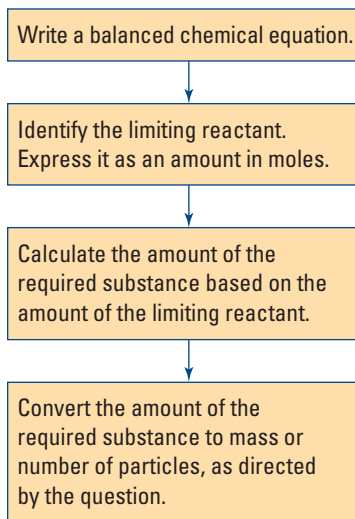 Write a balanced chemical equation.
Identify the limiting reactant.
Express it as an amount in moles.
Calculate the amount of the
required substance based on the
amount of the limiting reactant.
Convert the amount of the
required substance to mass or
number of particles, as directed
by the question.